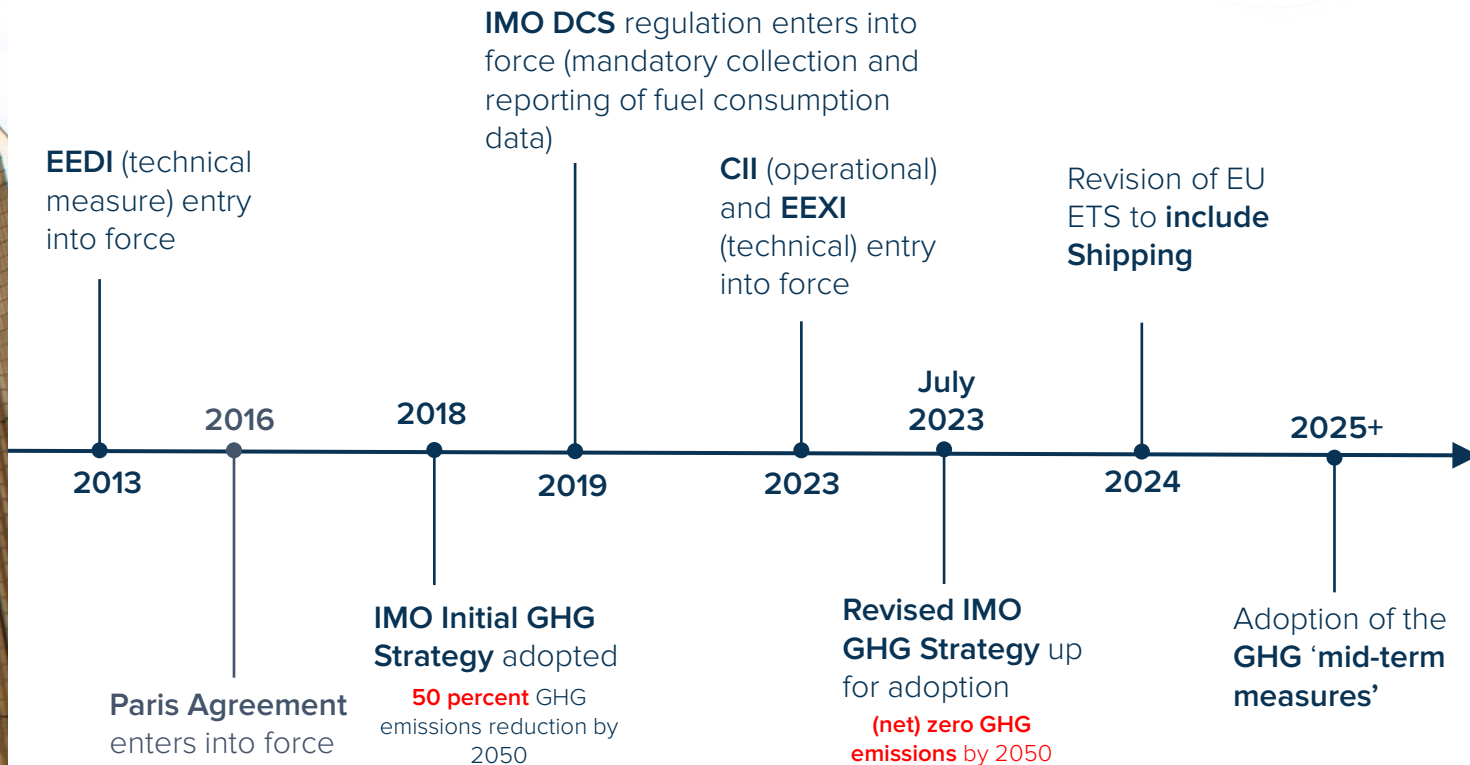 IMO DCS regulation enters into
force (mandatory collection and
reporting of fuel consumption
data)
EEDI (technical
measure) entry
into force
CII (operational)
and EEXI
(technical) entry
into force
Revision of EU
ETS to include
Shipping
2013
2016
2018
2019
2023
July
2023
2024
2025+
Paris Agreement
enters into force
IMO Initial GHG
Strategy adopted
50 percent GHG
emissions reduction by
2050
Revised IMO
GHG Strategy up
for adoption
(net) zero GHG
emissions by 2050
Adoption of the
GHG ‘mid-term
measures’